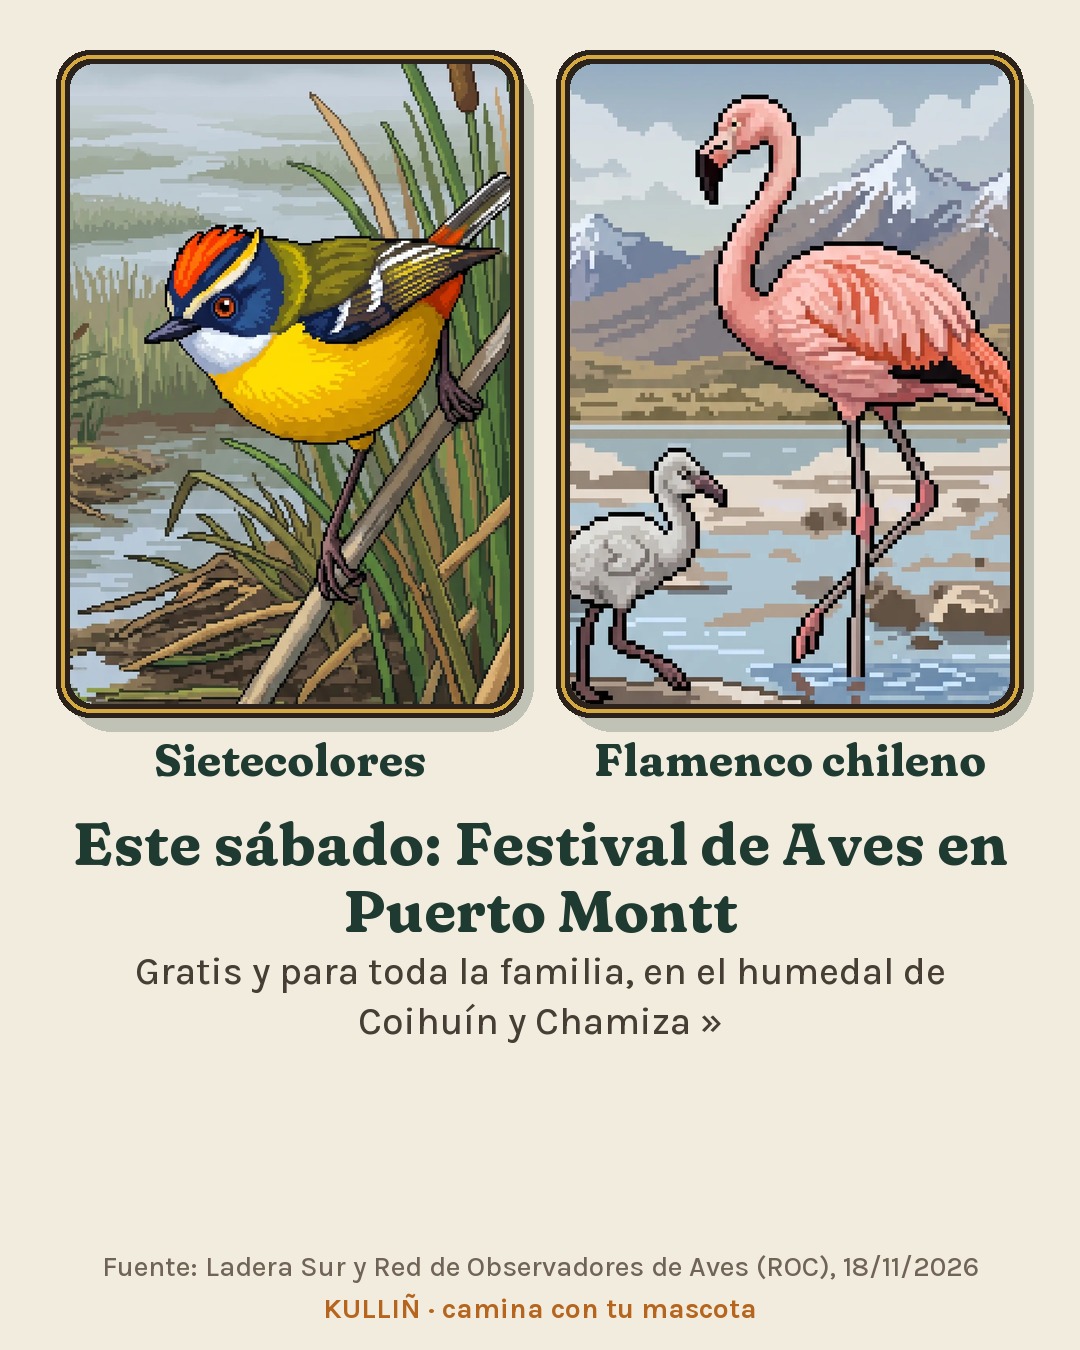 Sietecolores
Flamenco chileno
Este sábado: Festival de Aves en
Puerto Montt
Gratis y para toda la familia, en el humedal de
Coihuín y Chamiza »
Fuente: Ladera Sur y Red de Observadores de Aves (ROC), 18/11/2026
KULLIÑ · camina con tu mascota